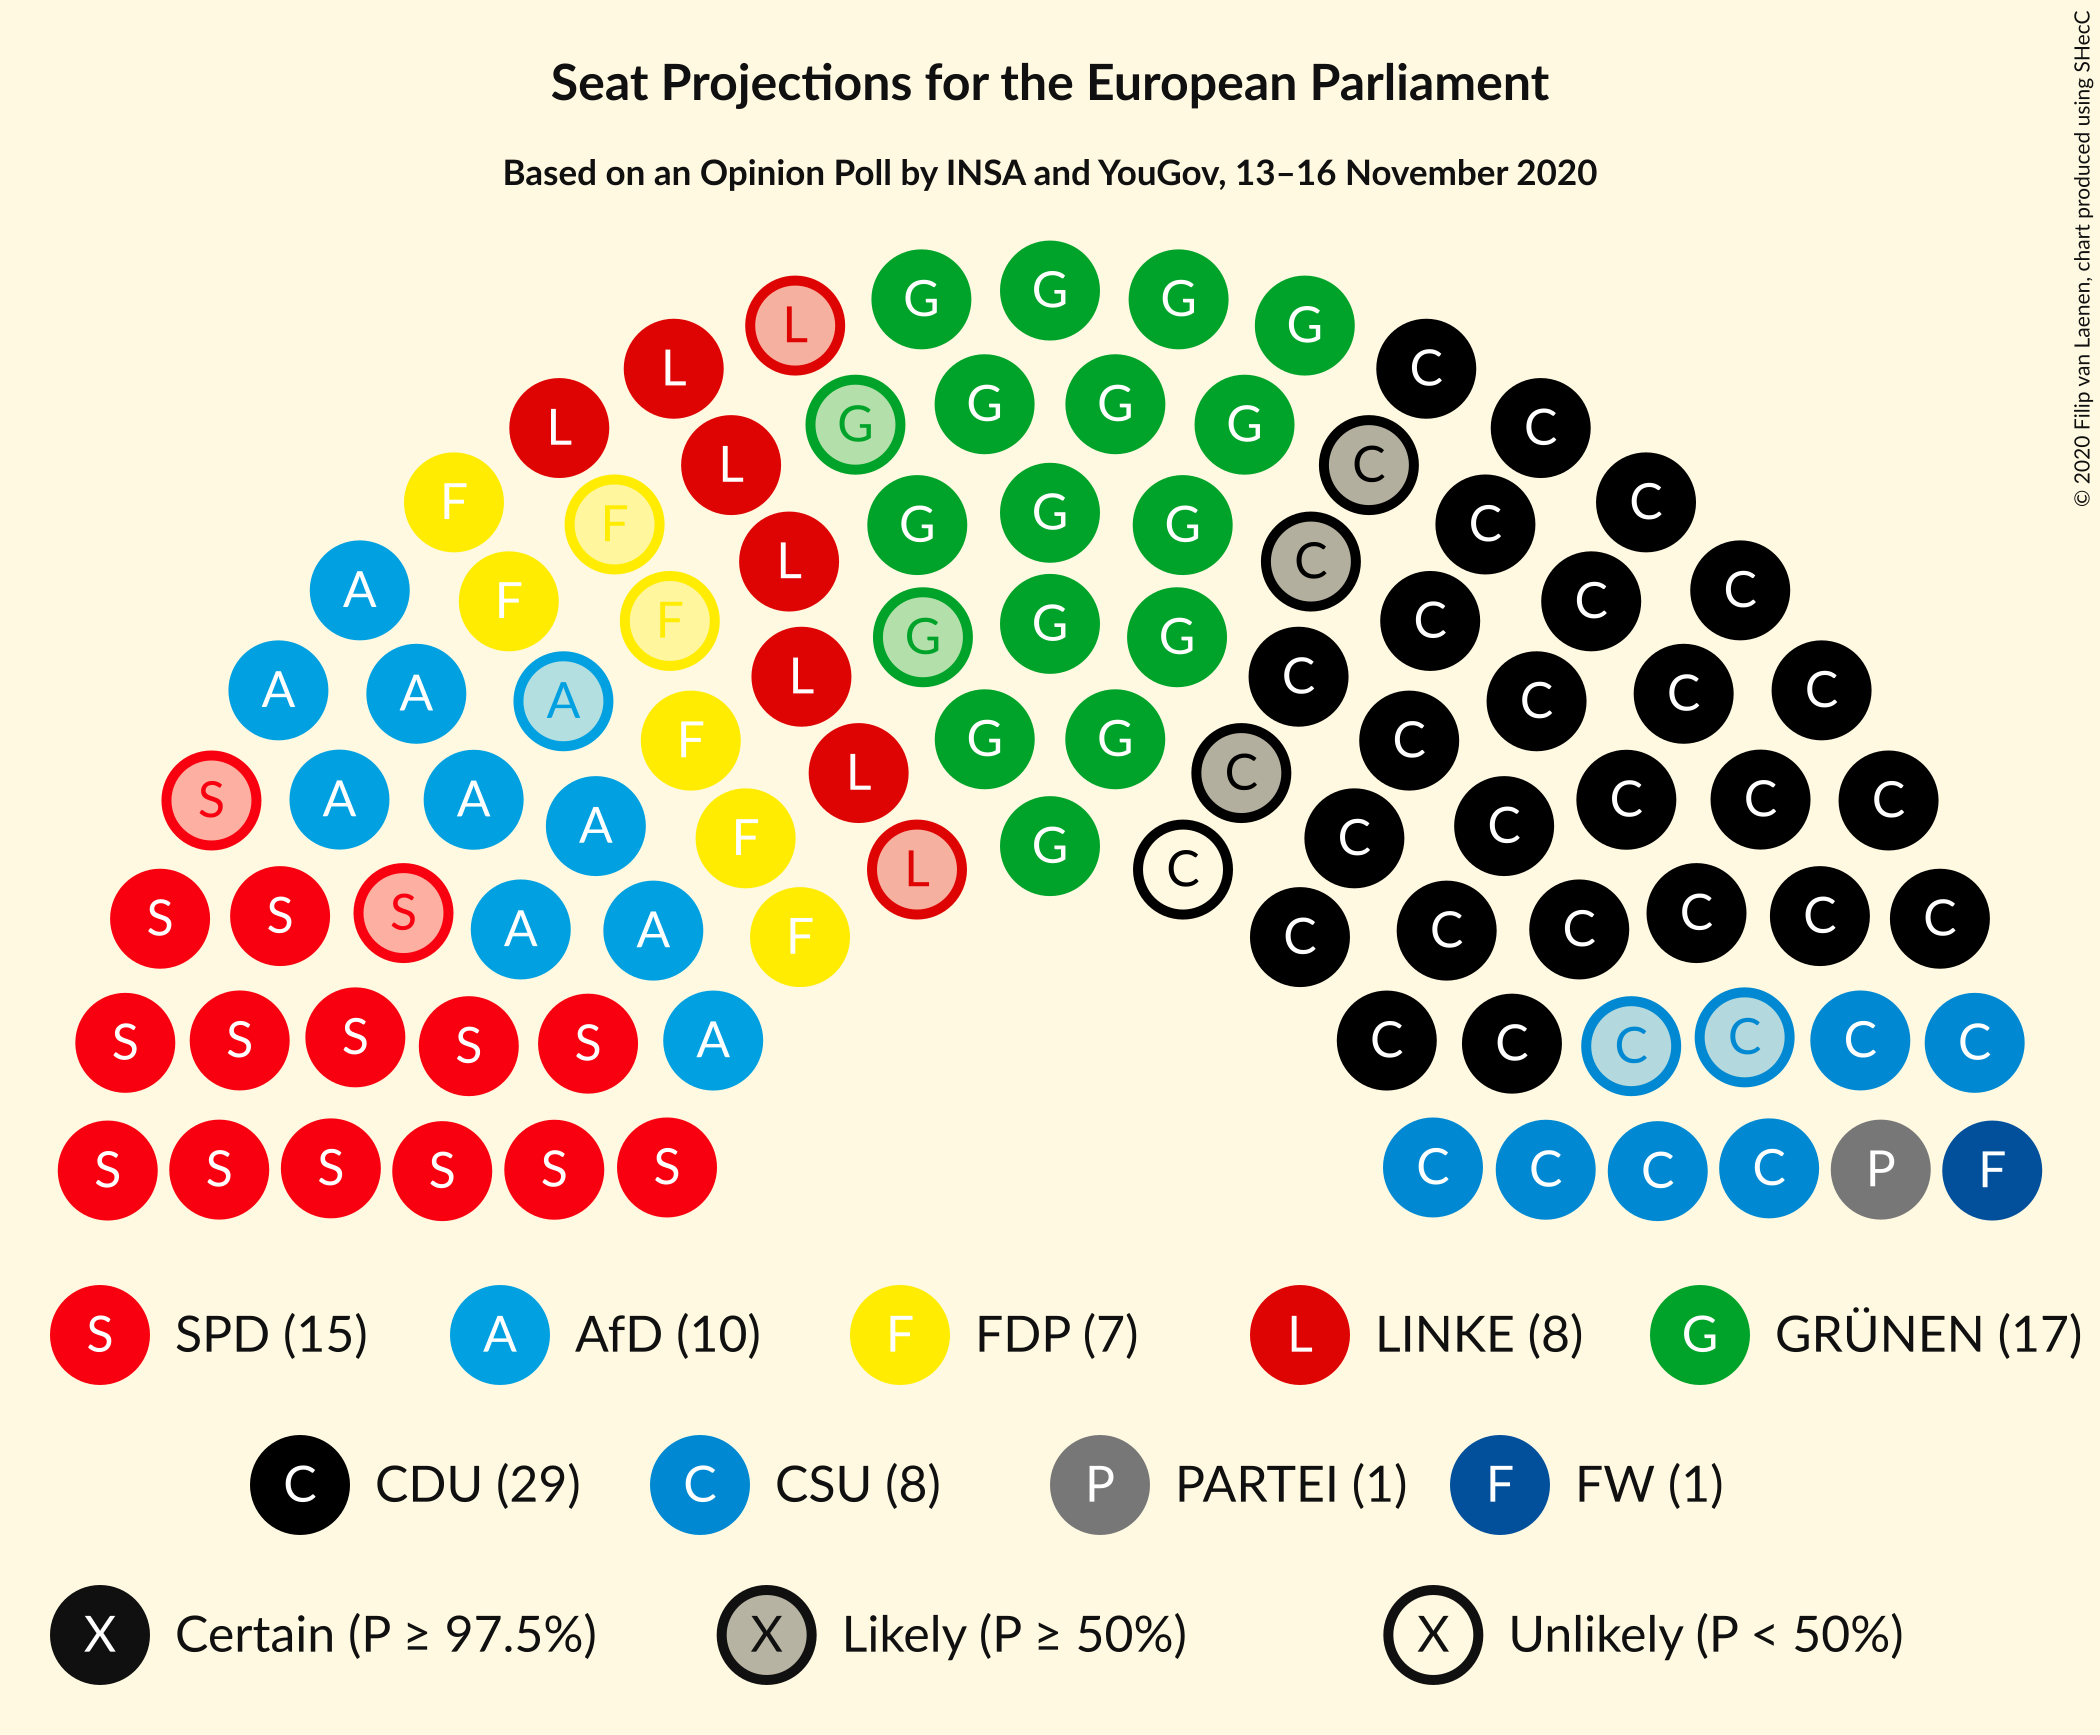 Seat Projections for the European Parliament
Based on an Opinion Poll by INSA and YouGov, 13–16 November 2020
© 2020 Filip van Laenen, chart produced using SHecC
G
L G G G
L C
L G G G G C
L C
F L C C
F G G G C
L C C
A F C C
F G G G C
A A A L C C C C
F G G C
S A A A L C C C C C
F G C
S S S A A L C C C C C C
F C
S S S S S A C C C C C C
S S S S S S C C C C P F
S SPD (15) A AfD (10) F FDP (7) L LINKE (8) G GRÜNEN (17)
C CDU (29) C CSU (8) P PARTEI (1) F FW (1)
X Certain (P ≥ 97.5%) X Likely (P ≥ 50%) X Unlikely (P < 50%)